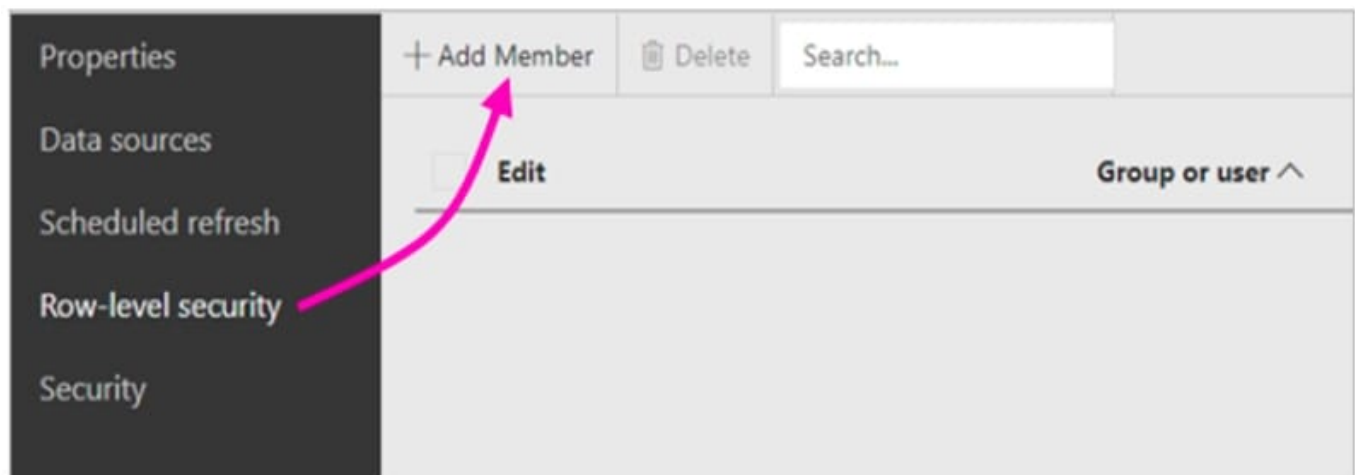 Properties
Data sources
Scheduled refresh
Row-level security
Security
+ Add Member Delete Search...
Edit Group or user